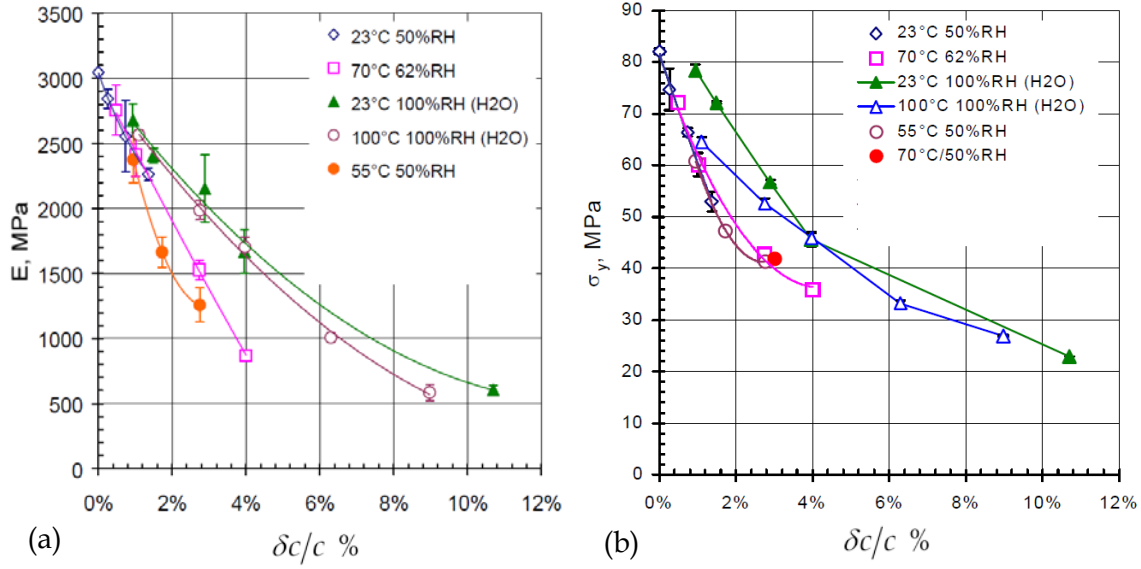 3500
3000
2500
2000
1500
1000
500
0
E, MPa
23°C 50%RH
70°C 62%RH
23°C 100%RH (H2O)
100°C 100%RH (H2O)
55°C 50%RH
0% 2% 4% 6% 8% 10% 12%
(a)
δc/c %
90
80
70
60
50
40
30
20
10
0
σy, MPa
23°C 50%RH
70°C 62%RH
23°C 100%RH (H2O)
100°C 100%RH (H2O)
55°C 50%RH
70°C/50%RH
0% 2% 4% 6% 8% 10% 12%
(b)
δc/c %